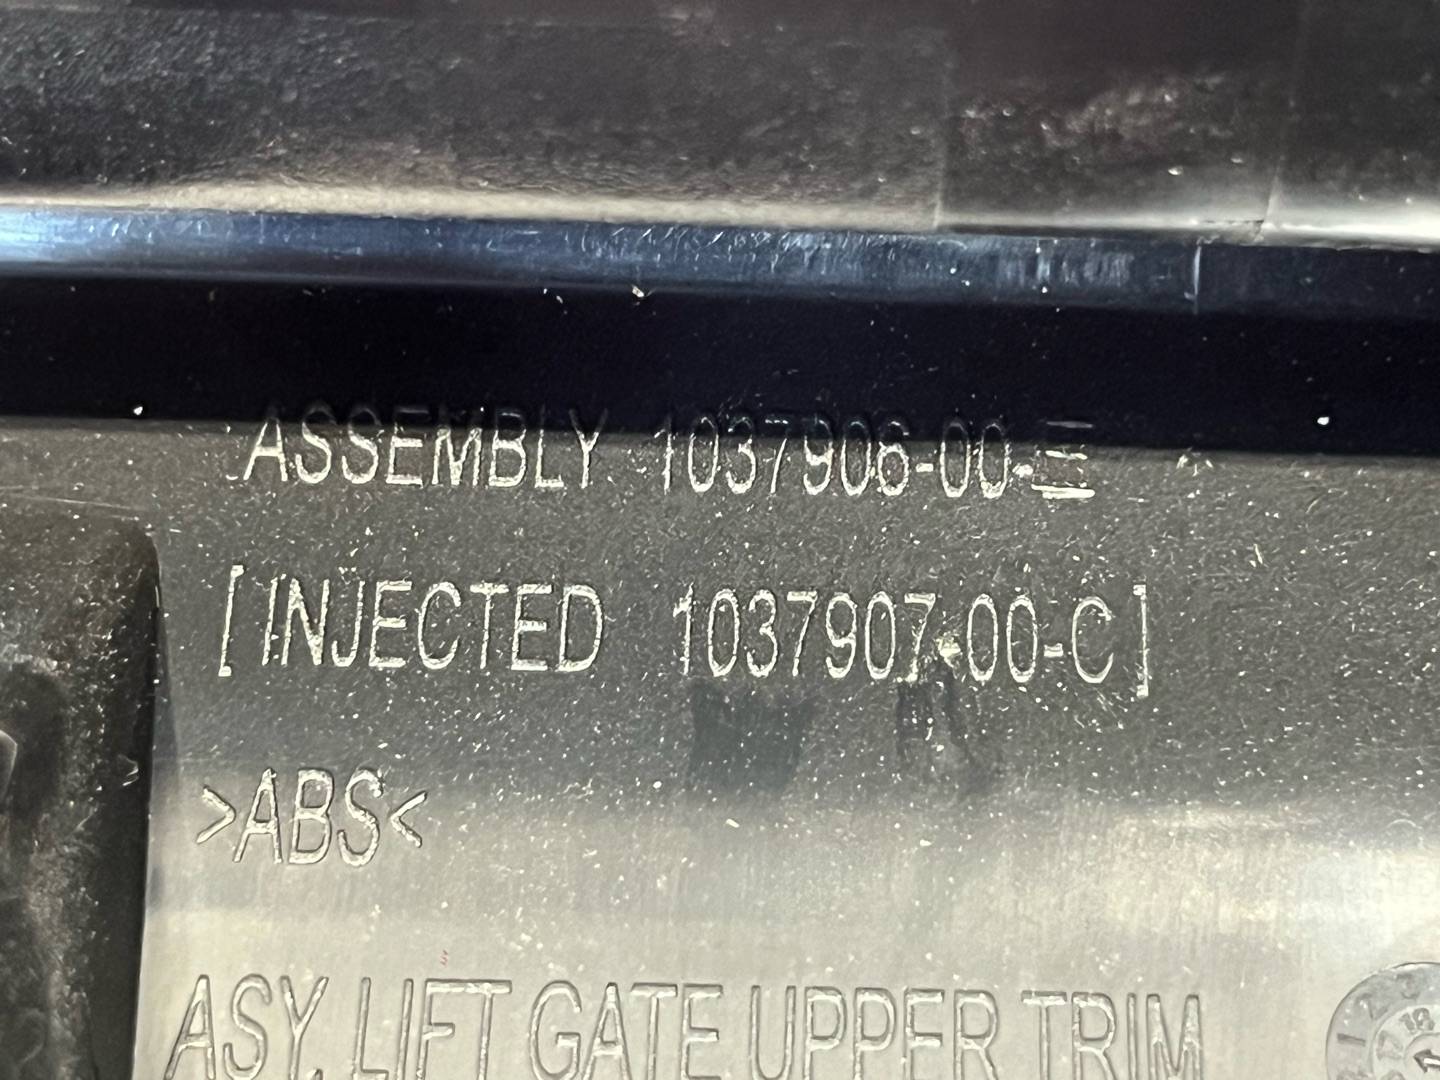 ASSEMBLY 1037906-00-
[INJECTED 1037907-00-C]
>ABS<
ASY, LIFT GATE UPPER TRIM